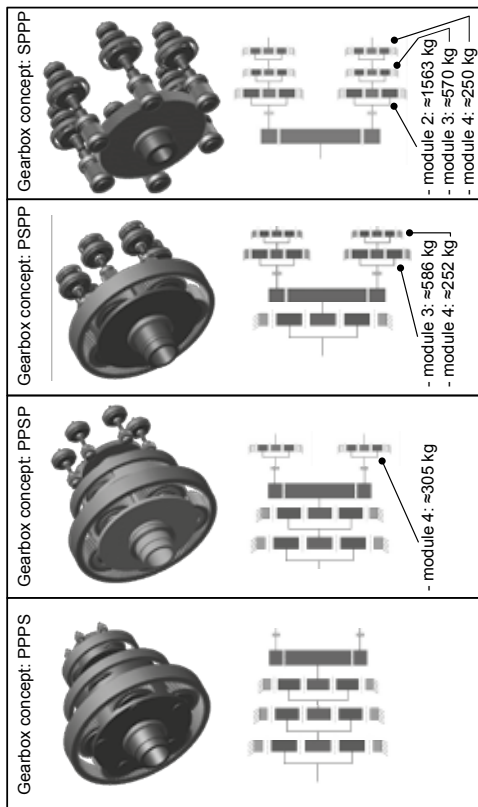 Gearbox concept: PPPS
Gearbox concept: PPSP
- module 4: ≈305 kg
Gearbox concept: PSPP
- module 3: ≈586 kg
- module 4: ≈252 kg
Gearbox concept: SPPP
- module 2: ≈1563 kg
- module 3: ≈570 kg
- module 4: ≈250 kg